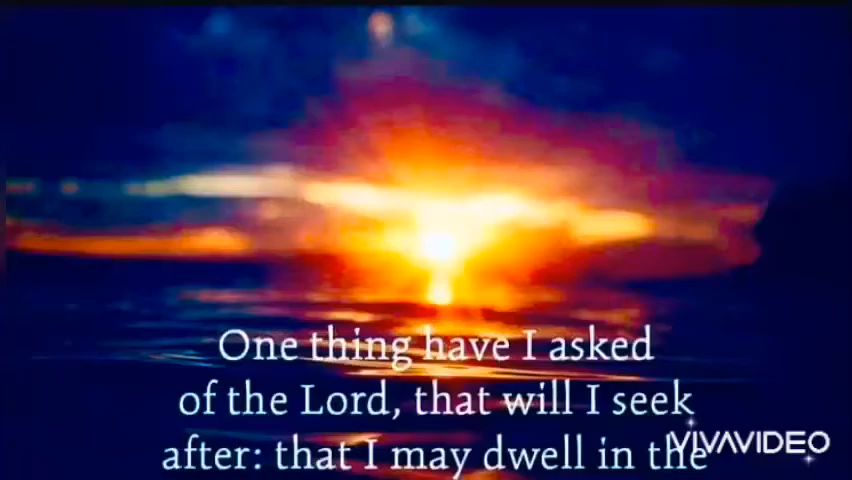 One thing have I asked
of the Lord, that will I seek
after: that I may dwell in the
VIVAVIDEO